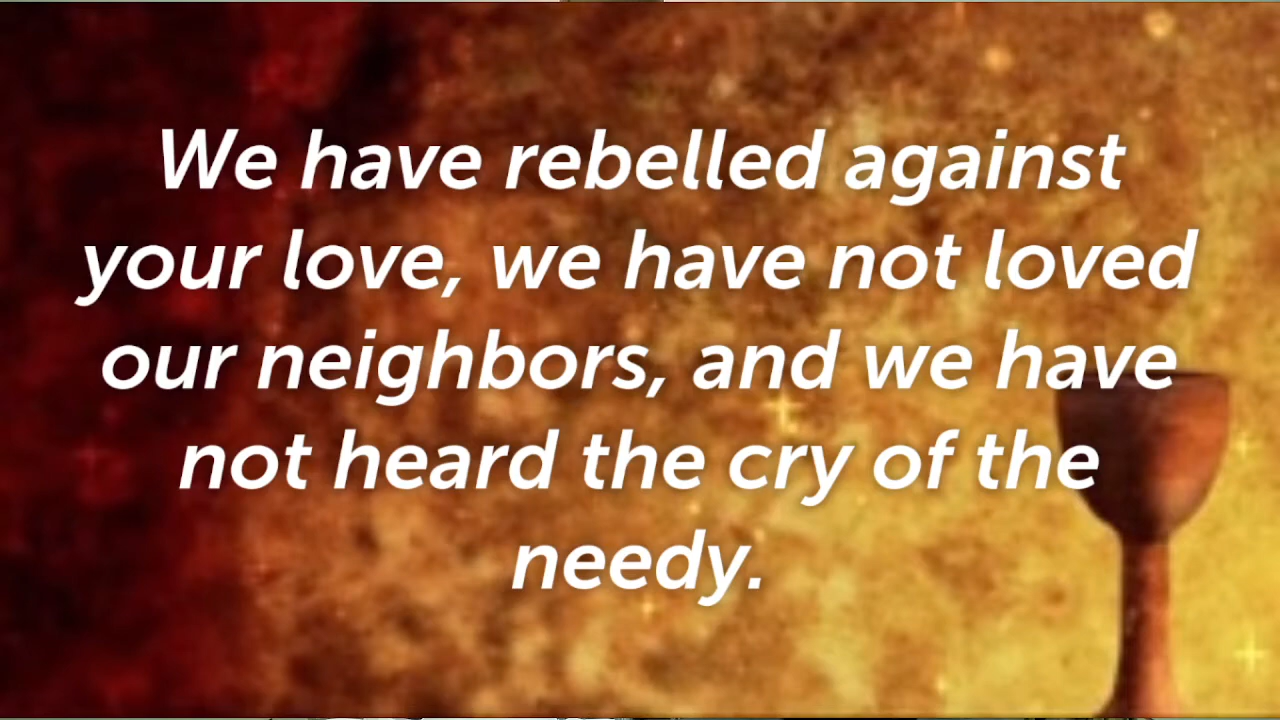 We have rebelled against
your love, we have not loved
our neighbors, and we have
not heard the cry of the
needy.